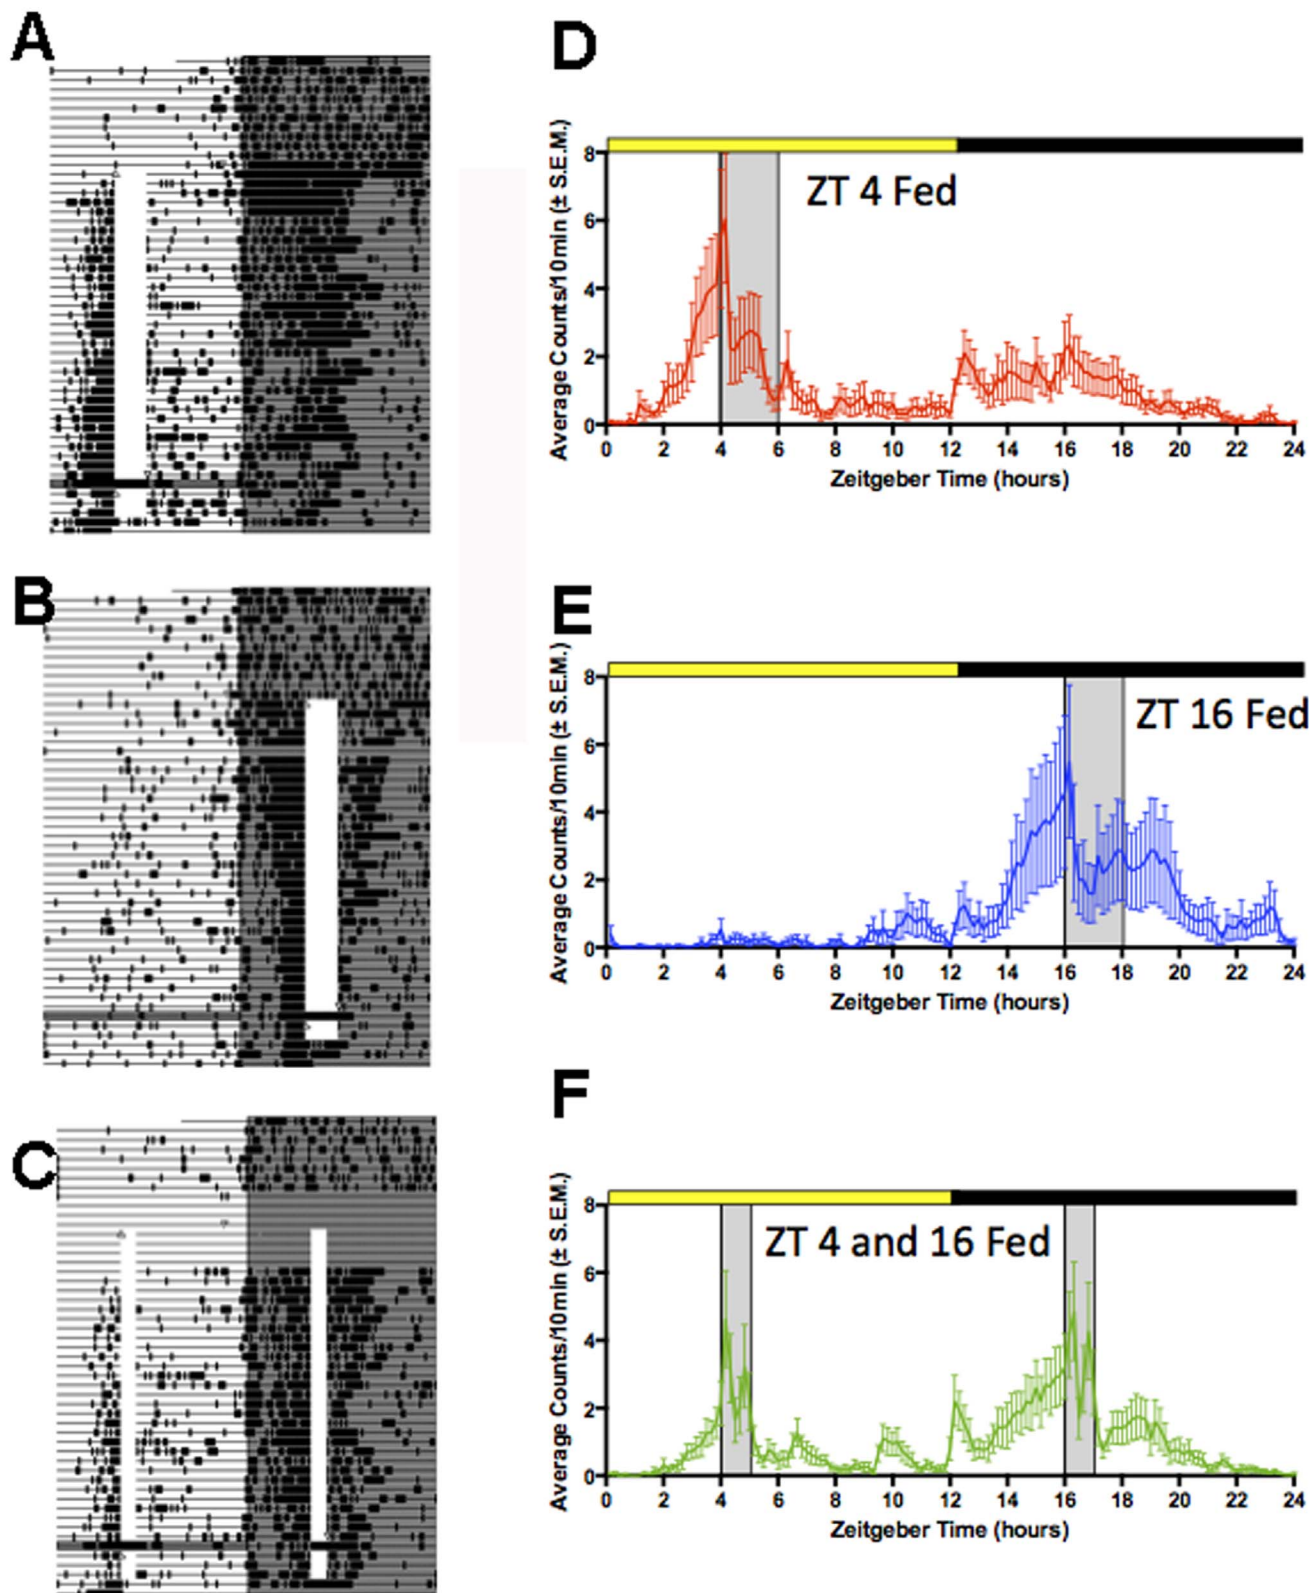 A
B
C
D
8
6
4
2
0
Average Counts/10min (± S.E.M.)
ZT 4 Fed
0 2 4 6 8 10 12 14 16 18 20 22 24
Zeitgeber Time (hours)
E
8
6
4
2
0
Average Counts/10min (± S.E.M.)
ZT 16 Fed
0 2 4 6 8 10 12 14 16 18 20 22 24
Zeitgeber Time (hours)
F
8
6
4
2
0
Average Counts/10min (± S.E.M.)
ZT 4 and 16 Fed
0 2 4 6 8 10 12 14 16 18 20 22 24
Zeitgeber Time (hours)